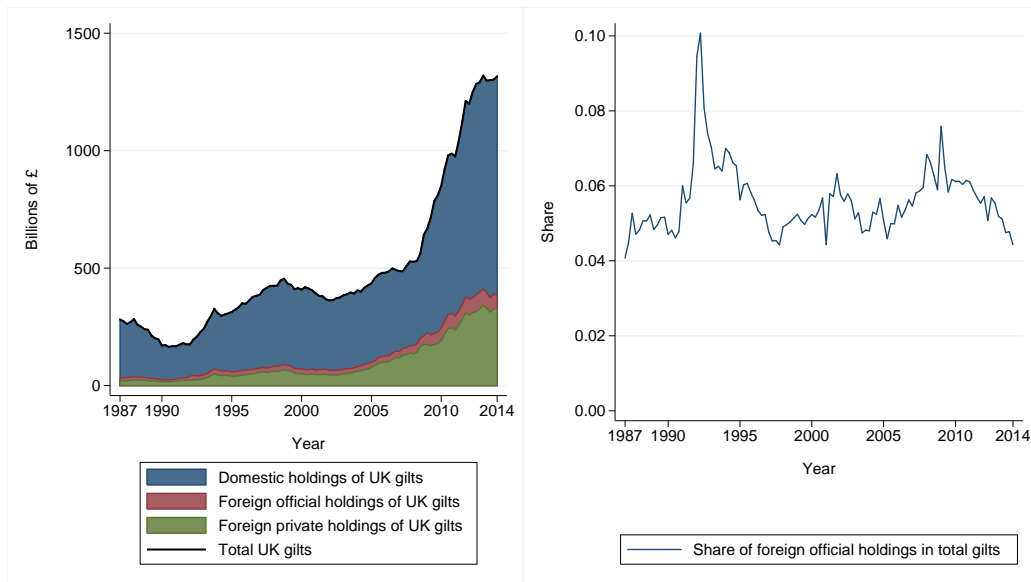 1500
1000
500
0
Billions of £
1987 1990 1995 2000 2005 2010 2014
Year
Domestic holdings of UK gilts
Foreign official holdings of UK gilts
Foreign private holdings of UK gilts
Total UK gilts
0.10
0.08
0.06
0.04
0.02
0.00
Share
1987 1990 1995 2000 2005 2010 2014
Year
Share of foreign official holdings in total gilts